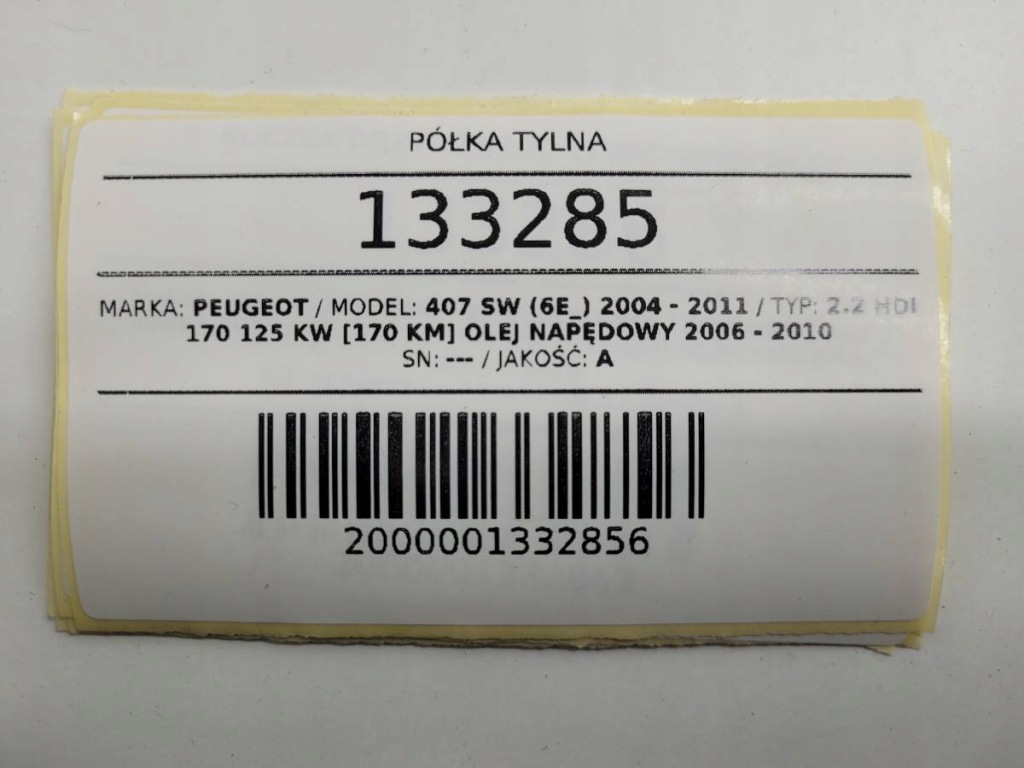 PÓŁKA TYLNA
133285
MARKA: PEUGEOT / MODEL: 407 SW (6E_) 2004 - 2011 / TYP: 2.2 HDI
170 125 KW [170 KM] OLEJ NAPĘDOWY 2006 - 2010
SN: --- / JAKOŚĆ: A
2000001332856